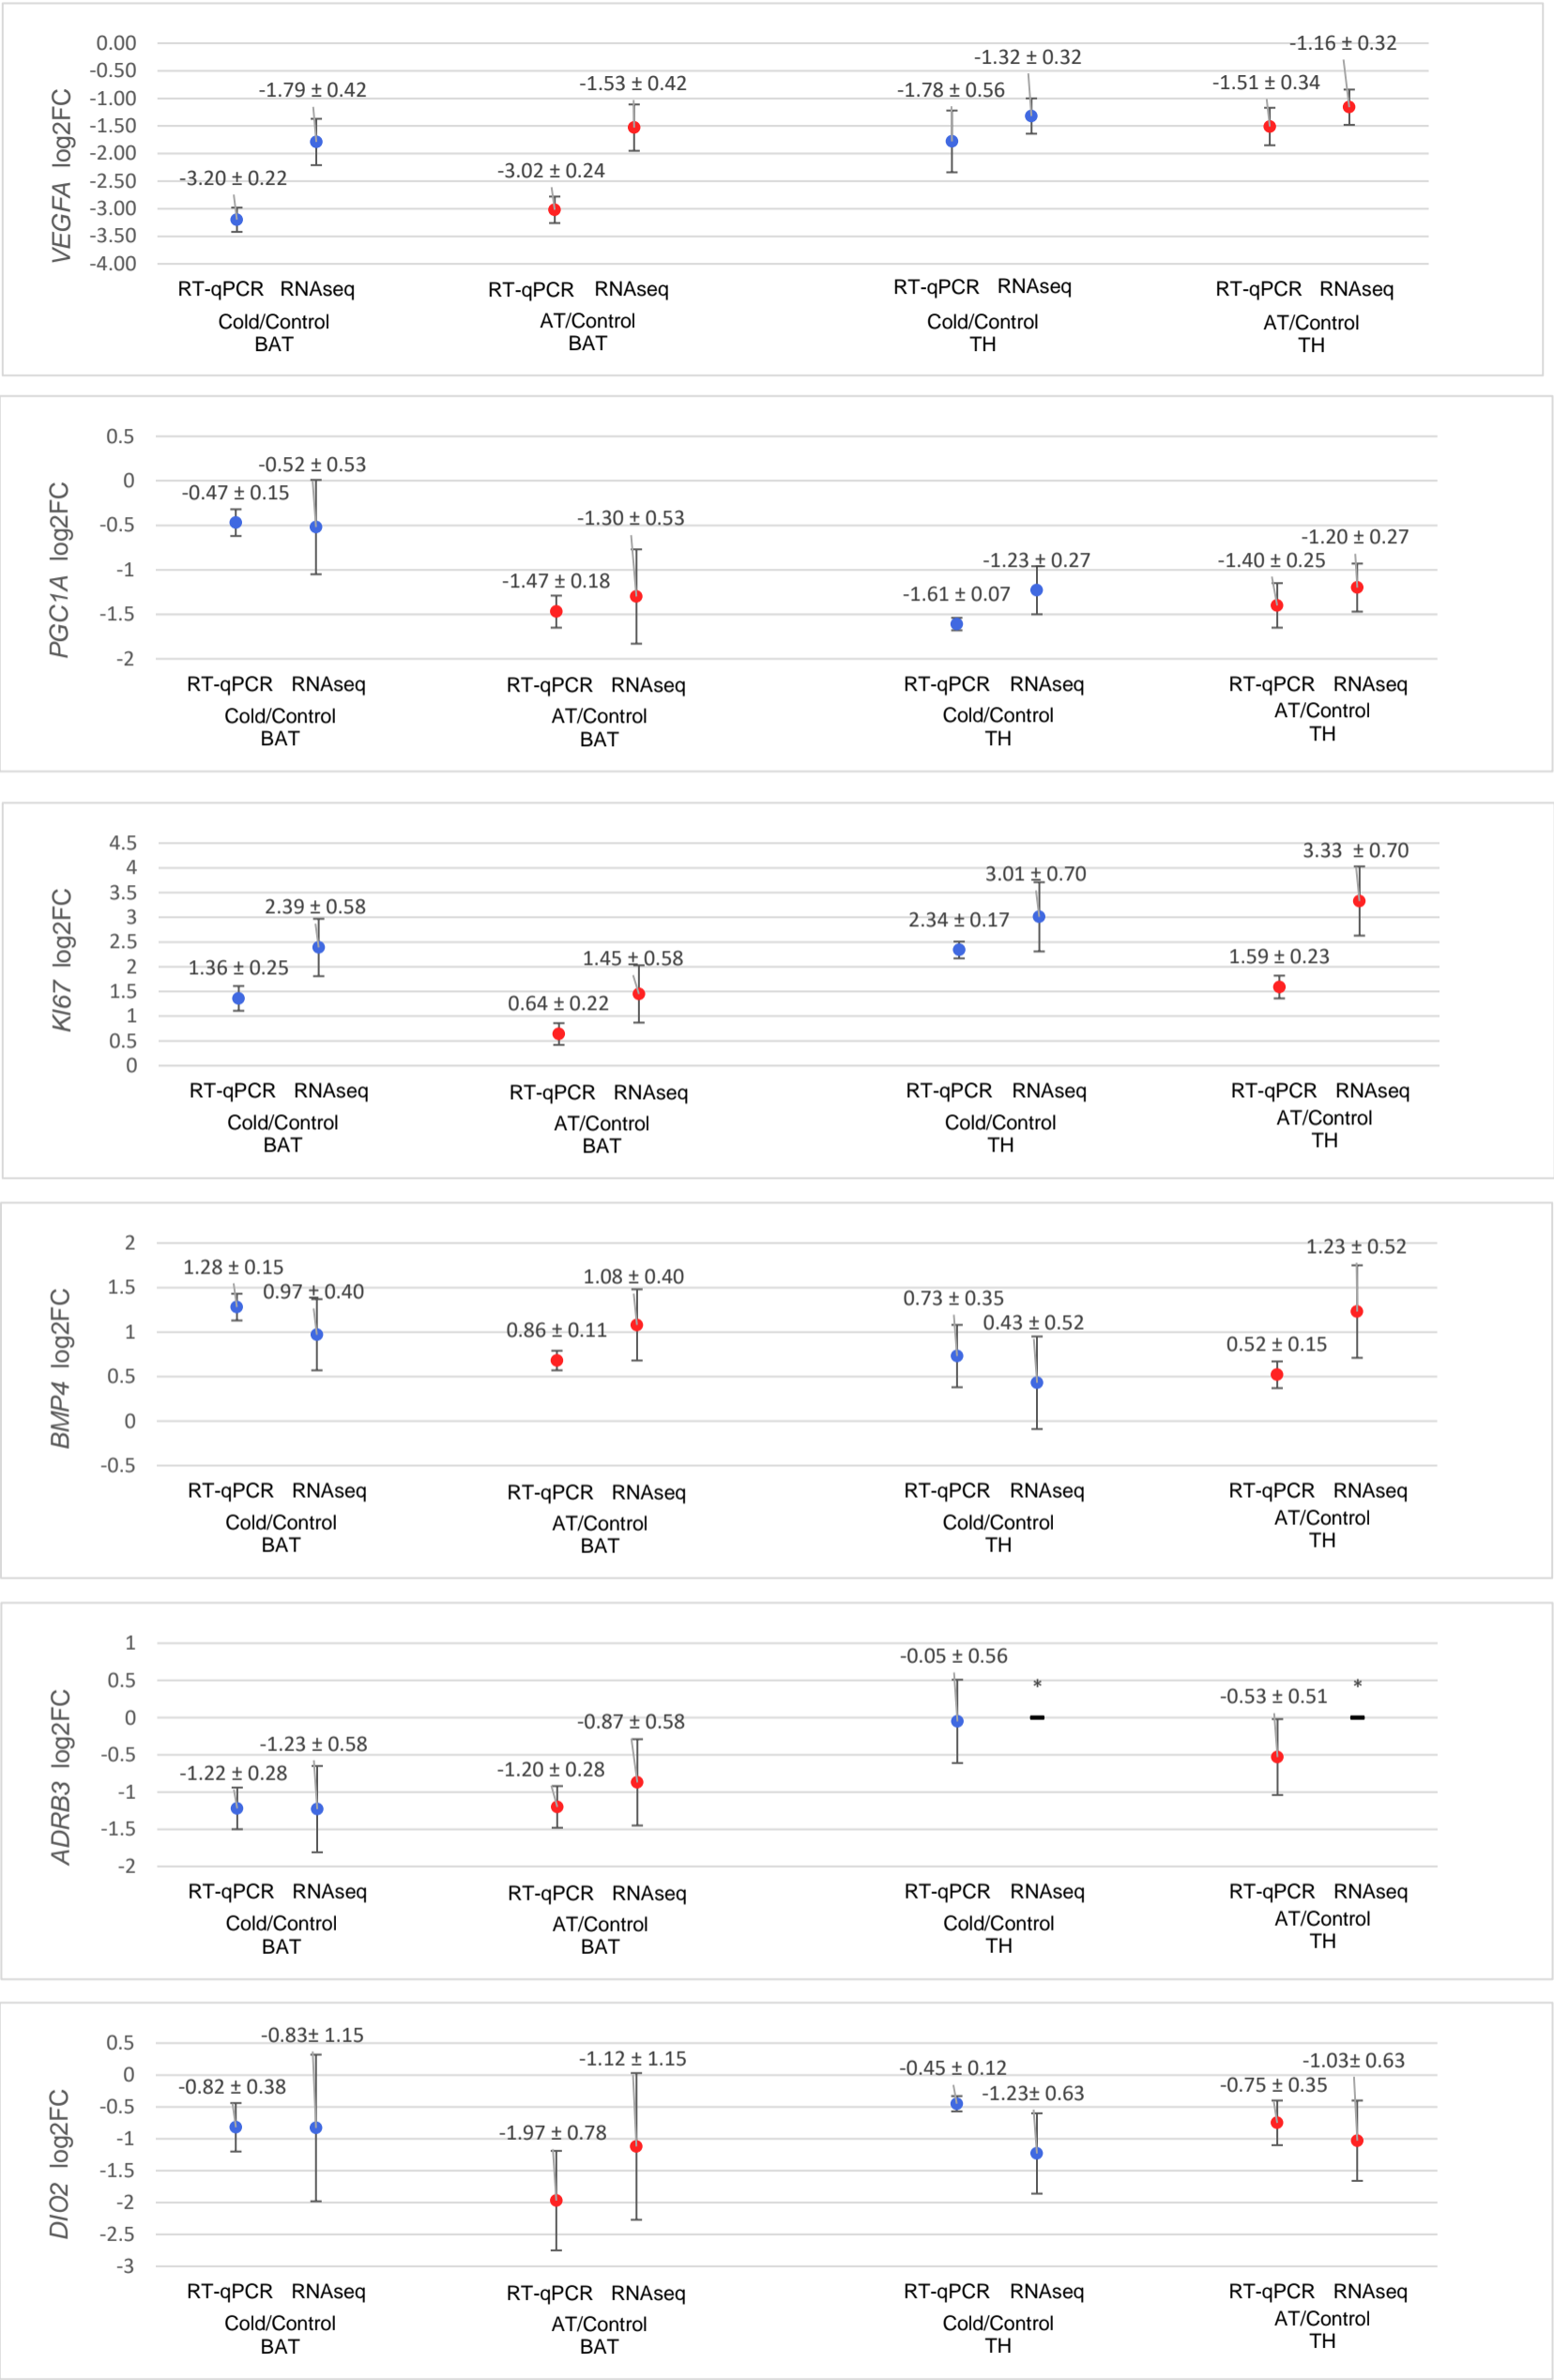 0.00
-0.50
-1.00
-1.50
-2.00
-2.50
-3.00
-3.50
-4.00
VEGFA log2FC
-3.20 ± 0.22
-1.79 ± 0.42
-3.02 ± 0.24
-1.53 ± 0.42
-1.78 ± 0.56
-1.32 ± 0.32
-1.51 ± 0.34
-1.16 ± 0.32
RT-qPCR RNAseq RT-qPCR RNAseq RT-qPCR RNAseq RT-qPCR RNAseq
Cold/Control AT/Control Cold/Control AT/Control
BAT BAT TH TH
0.5
0
-0.5
-1
-1.5
-2
PGC1A log2FC
-0.47 ± 0.15
-0.52 ± 0.53
-1.47 ± 0.18
-1.30 ± 0.53
-1.61 ± 0.07
-1.23 ± 0.27
-1.40 ± 0.25
-1.20 ± 0.27
RT-qPCR RNAseq RT-qPCR RNAseq RT-qPCR RNAseq RT-qPCR RNAseq
Cold/Control AT/Control Cold/Control AT/Control
BAT BAT TH TH
4.5
4
3.5
3
2.5
2
1.5
1
0.5
0
KI67 log2FC
1.36 ± 0.25
2.39 ± 0.58
0.64 ± 0.22
1.45 ± 0.58
2.34 ± 0.17
3.01 ± 0.70
1.59 ± 0.23
3.33 ± 0.70
RT-qPCR RNAseq RT-qPCR RNAseq RT-qPCR RNAseq RT-qPCR RNAseq
Cold/Control AT/Control Cold/Control AT/Control
BAT BAT TH TH
2
1.5
1
0.5
0
-0.5
BMP4 log2FC
1.28 ± 0.15
0.97 ± 0.40
0.86 ± 0.11
1.08 ± 0.40
0.73 ± 0.35
0.43 ± 0.52
0.52 ± 0.15
1.23 ± 0.52
RT-qPCR RNAseq RT-qPCR RNAseq RT-qPCR RNAseq RT-qPCR RNAseq
Cold/Control AT/Control Cold/Control AT/Control
BAT BAT TH TH
1
0.5
0
-0.5
-1
-1.5
-2
ADRB3 log2FC
-1.22 ± 0.28
-1.23 ± 0.58
-1.20 ± 0.28
-0.87 ± 0.58
-0.05 ± 0.56
*
-0.53 ± 0.51
*
RT-qPCR RNAseq RT-qPCR RNAseq RT-qPCR RNAseq RT-qPCR RNAseq
Cold/Control AT/Control Cold/Control AT/Control
BAT BAT TH TH
0.5
0
-0.5
-1
-1.5
-2
-2.5
-3
DIO2 log2FC
-0.82 ± 0.38
-0.83± 1.15
-1.97 ± 0.78
-1.12 ± 1.15
-0.45 ± 0.12
-1.23± 0.63
-0.75 ± 0.35
-1.03± 0.63
RT-qPCR RNAseq RT-qPCR RNAseq RT-qPCR RNAseq RT-qPCR RNAseq
Cold/Control AT/Control Cold/Control AT/Control
BAT BAT TH TH